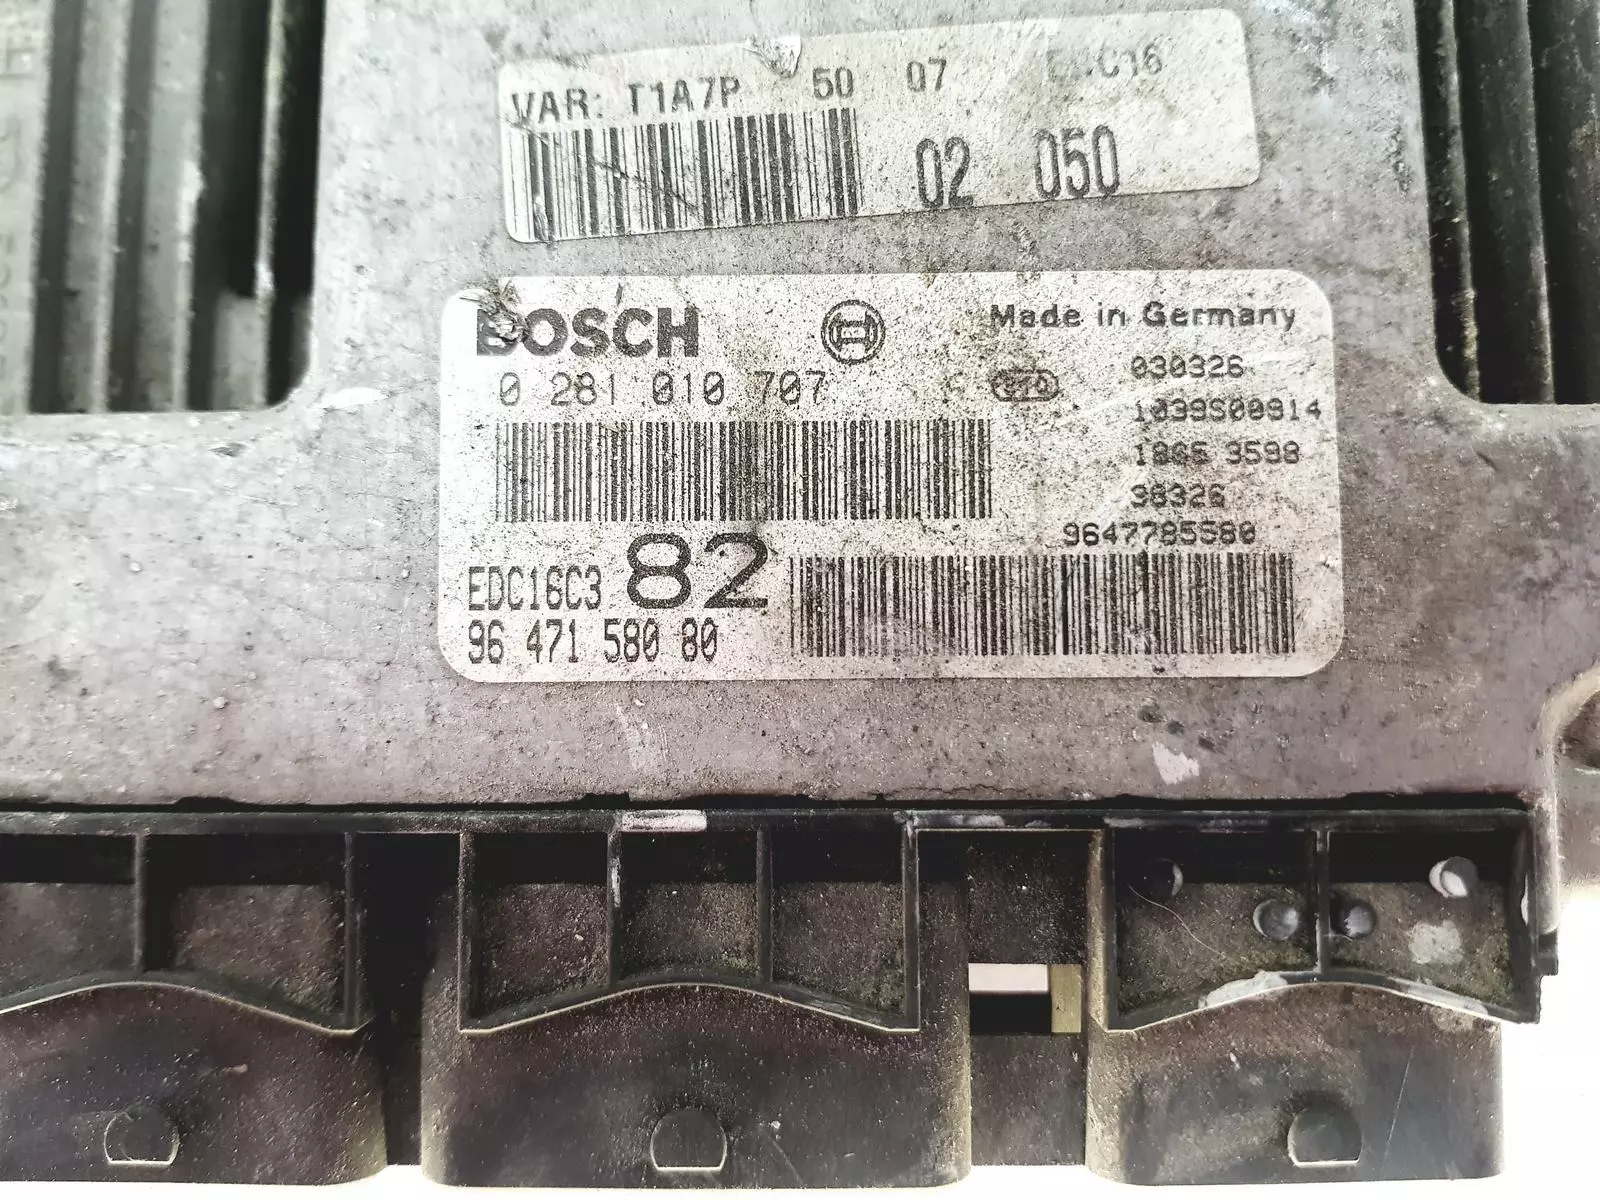 VAR: T1A7P 50 07
02 050
BOSCH
Made in Germany
0 281 010 707
030326
1039S00914
3598
38326
9647785580
EDC16C3 82
96 471 580 80